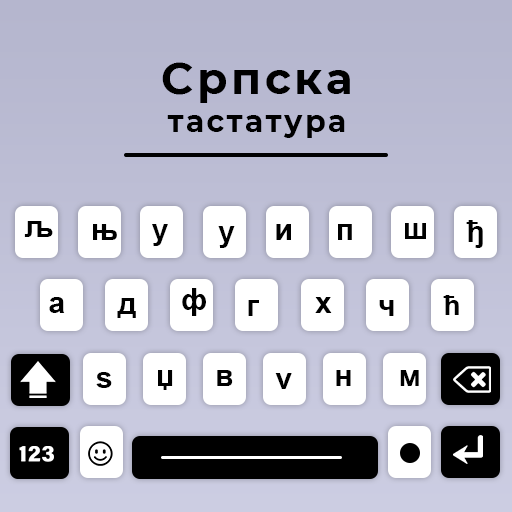 Српска
тастатура
љ њ у у и п ш ђ
а д ф г х ч ћ
ѕ џ в v н м
123